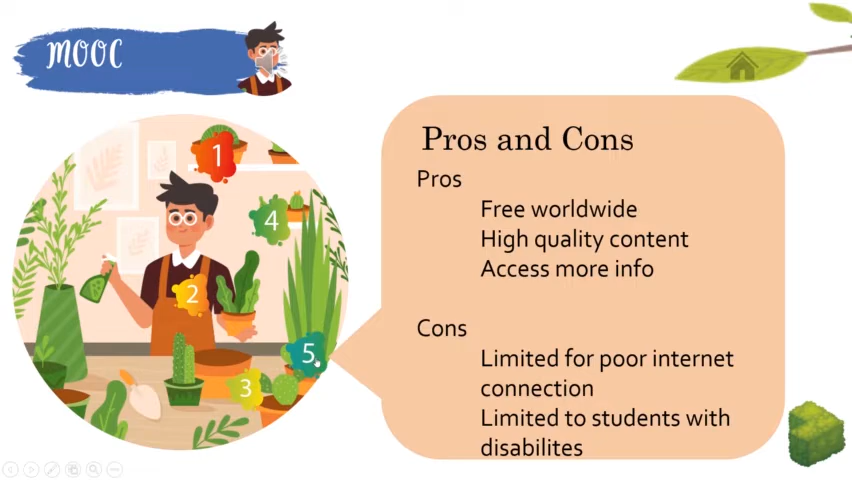 MOOC
1
4
2
5
3
Pros and Cons
Pros
Free worldwide
High quality content
Access more info
Cons
Limited for poor internet
connection
Limited to students with
disabilites